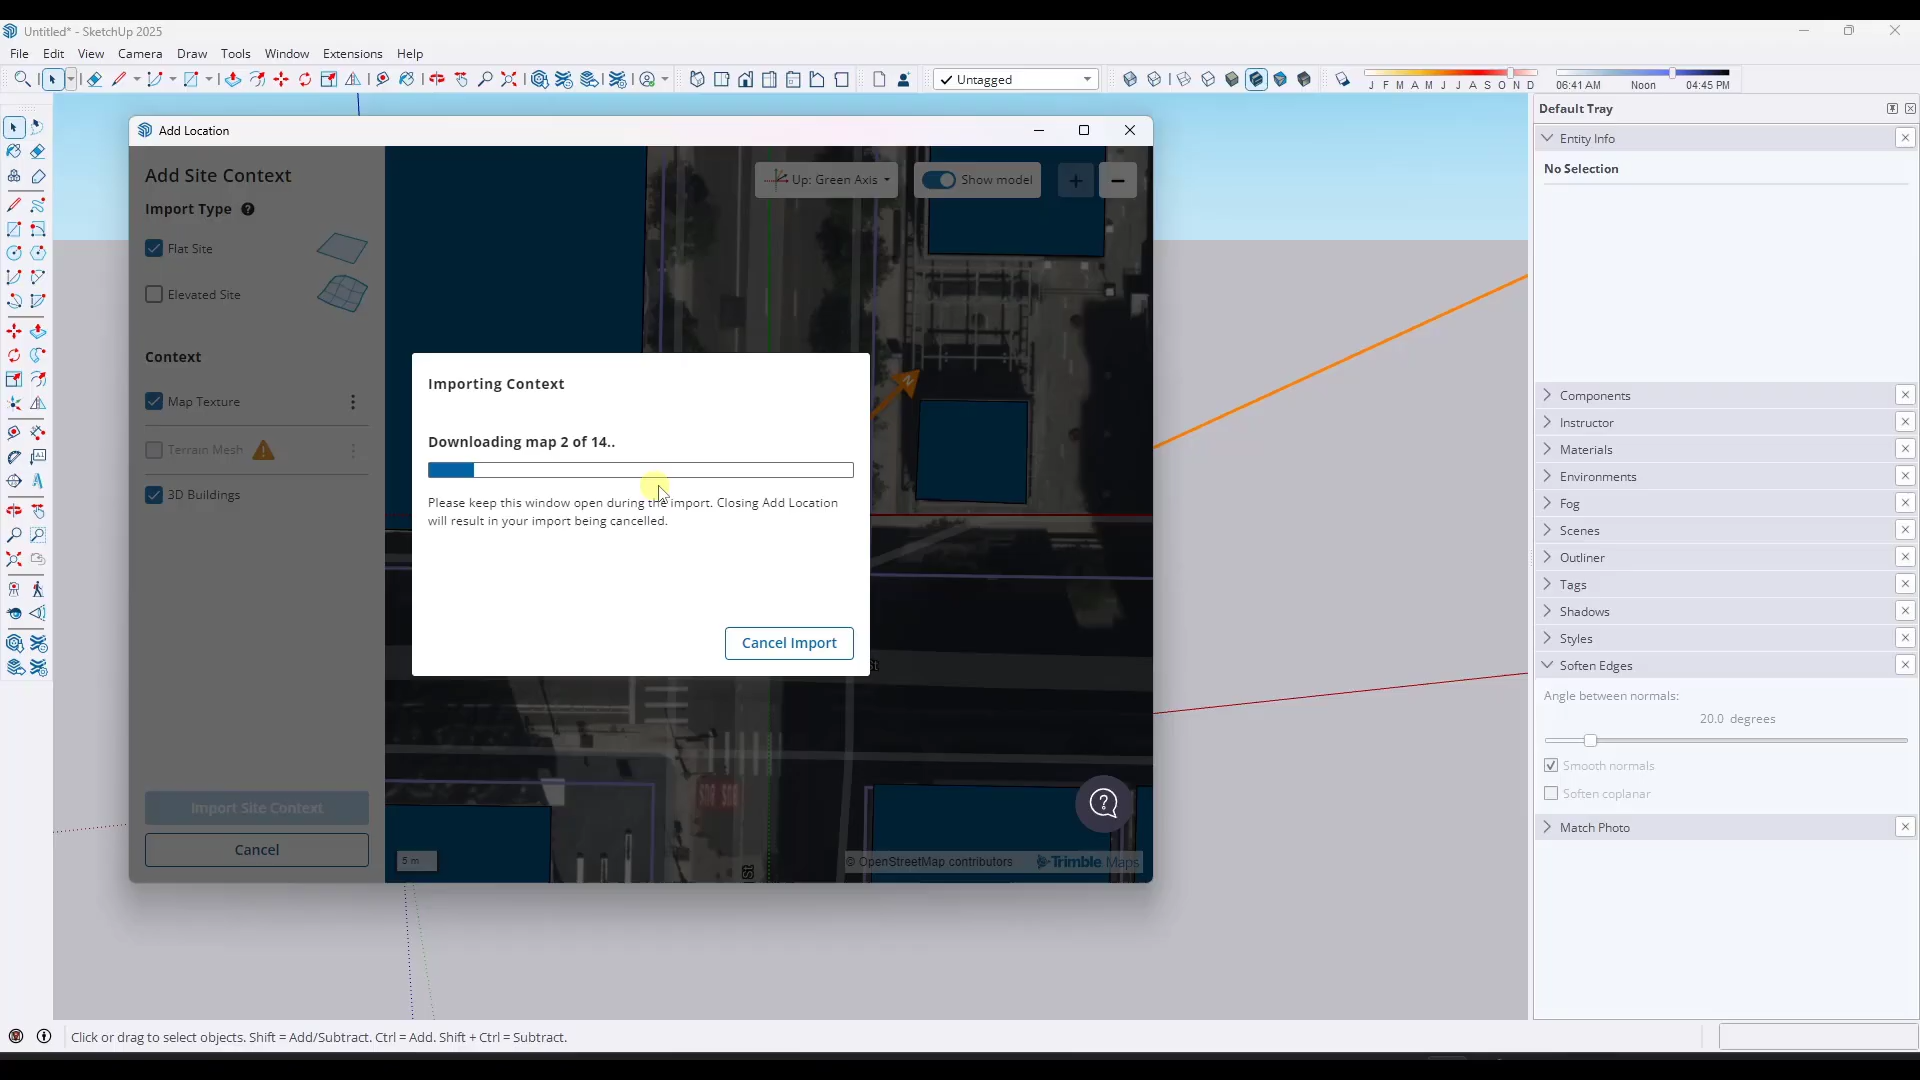 Untitled* - SketchUp 2025
File Edit View Camera Draw Tools Window Extensions Help
Untagged
J F M A M J J A S O N D
06:41 AM Noon 04:45 PM
Add Location
Add Site Context
Import Type
Flat Site
Elevated Site
Context
Map Texture
Terrain Mesh
3D Buildings
Import Site Context
Cancel
Up: Green Axis
Show model
N
Importing Context
Downloading map 2 of 14..
Please keep this window open during the import. Closing Add Location
will result in your import being cancelled.
Cancel Import
St
St
5 m
© OpenStreetMap contributors
Trimble Maps
Default Tray
Entity Info
No Selection
Components
Instructor
Materials
Environments
Fog
Scenes
Outliner
Tags
Shadows
Styles
Soften Edges
Angle between normals:
20.0 degrees
Smooth normals
Soften coplanar
Match Photo
Click or drag to select objects. Shift = Add/Subtract. Ctrl = Add. Shift + Ctrl = Subtract.